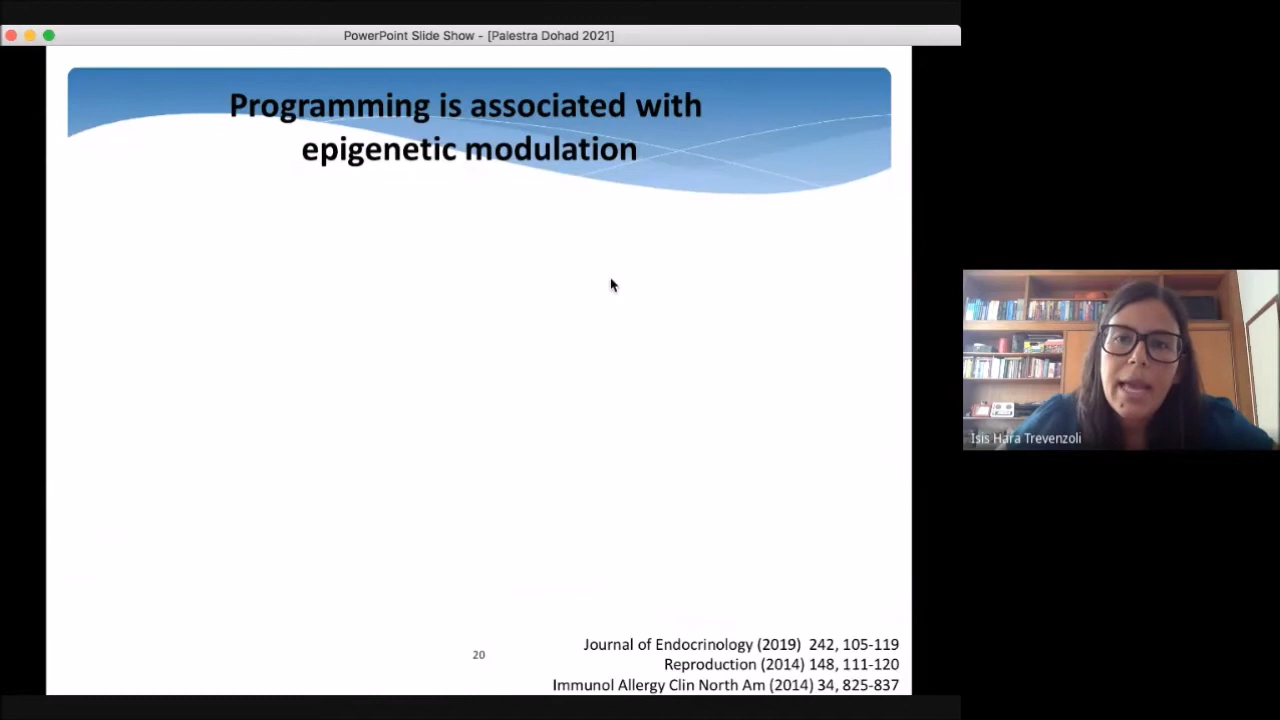 PowerPoint Slide Show - [Palestra Dohad 2021]
Programming is associated with
epigenetic modulation
Isis Hara Trevenzoli
20
Journal of Endocrinology (2019) 242, 105-119
Reproduction (2014) 148, 111-120
Immunol Allergy Clin North Am (2014) 34, 825-837